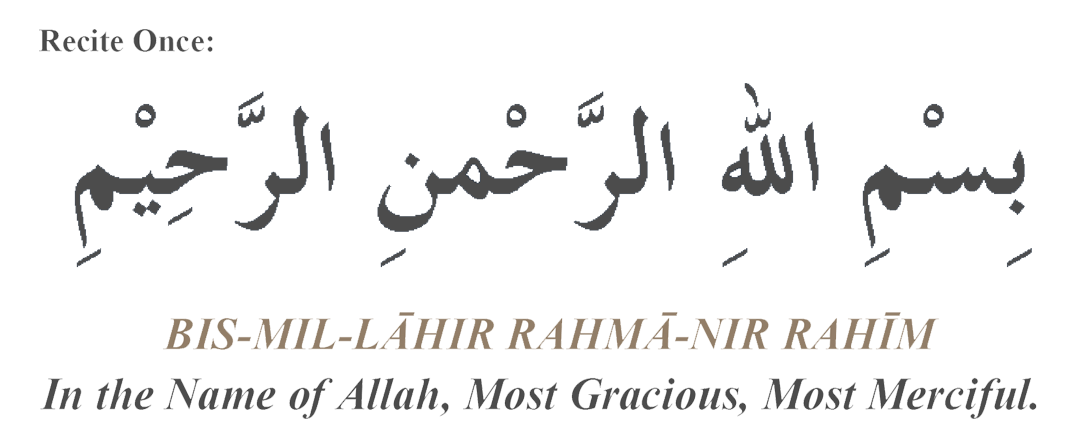 Recite Once:
بِسْمِ اللهِ الرَّحْمنِ الرَّحِيْمِ
BIS-MIL-LĀHIR RAHMĀ-NIR RAHĪM
In the Name of Allah, Most Gracious, Most Merciful.